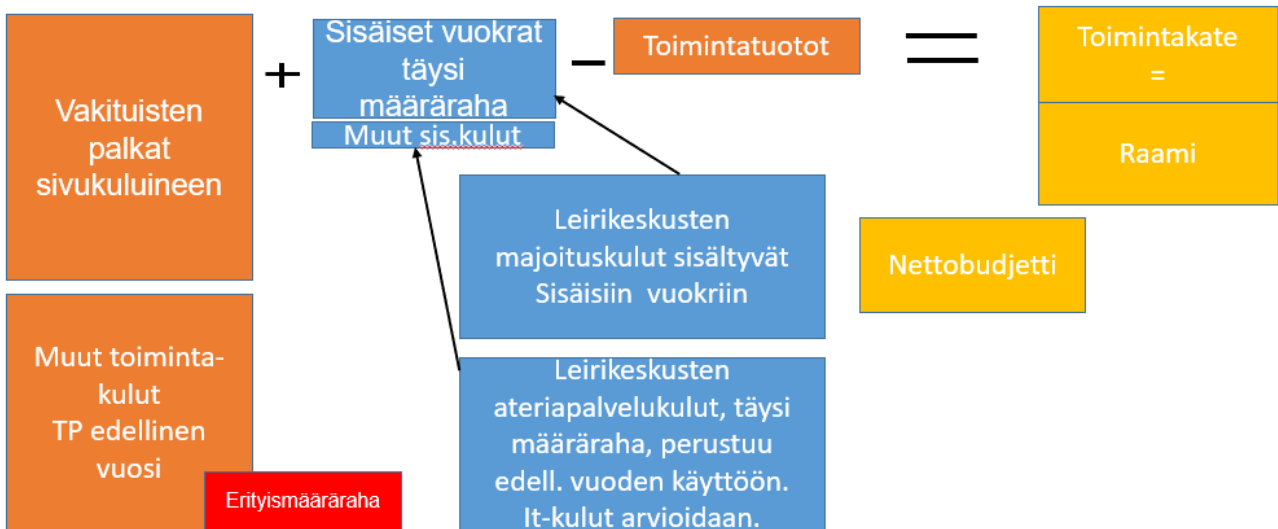 Vakituisten
palkat
sivukuluineen
+
Sisäiset vuokrat
täysi
määräraha
Muut sis.kulut
–
Toimintatuotot
=
Toimintakate
=
Raami
Leirikeskusten
majoituskulut sisältyvät
Sisäisiin vuokriin
Nettobudjetti
Muut toiminta-
kulut
TP edellinen
vuosi
Erityismääräraha
Leirikeskusten
ateriapalvelukulut, täysi
määräraha, perustuu
edell. vuoden käyttöön.
It-kulut arvioidaan.